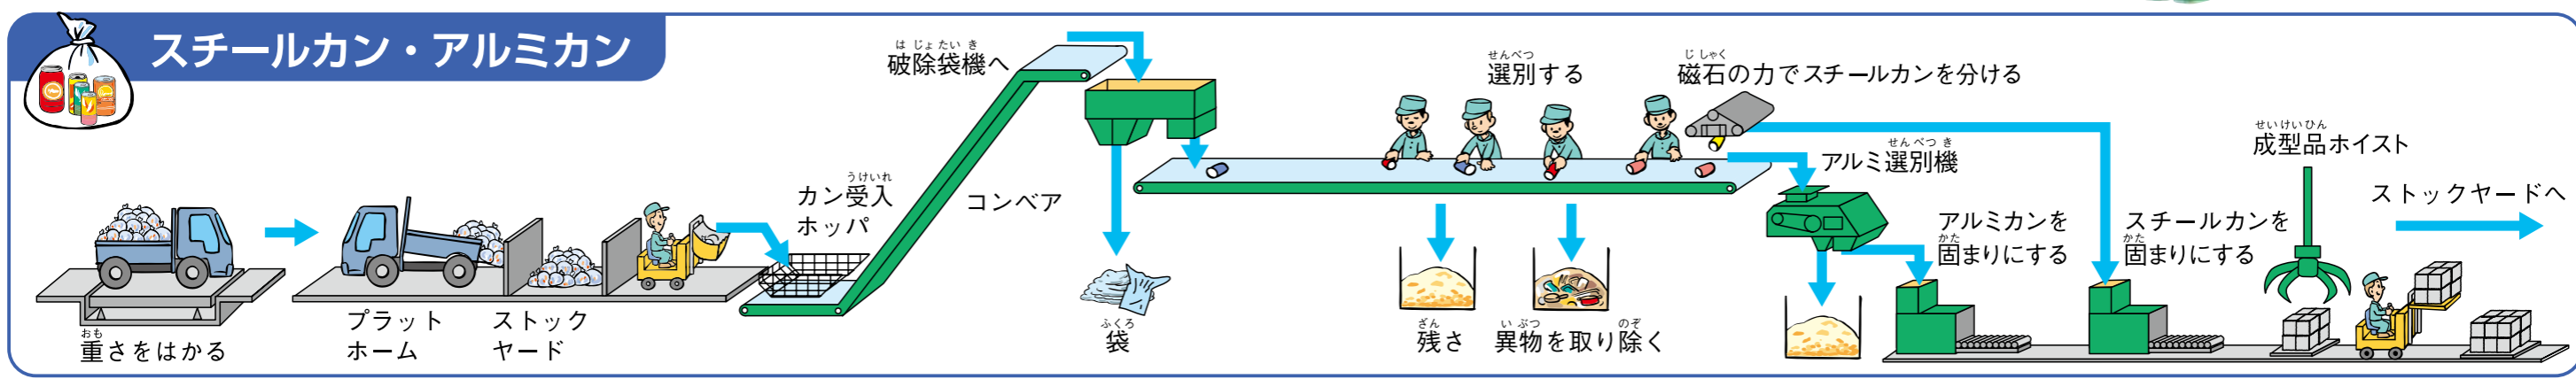 スチールカン・アルミカン
おも
重さをはかる
プラット
ホーム
ストック
ヤード
うけいれ
カン受入
ホッパ
コンベア
はじょたいき
破除袋機へ
ふくろ
袋
せんべつ
選別する
ざん
残さ
いぶつ
のぞ
異物を取り除く
じしゃく
磁石の力でスチールカンを分ける
せんべつき
アルミ選別機
アルミカンを
かた
固まりにする
スチールカンを
かた
固まりにする
せいけいひん
成型品ホイスト
ストックヤードへ